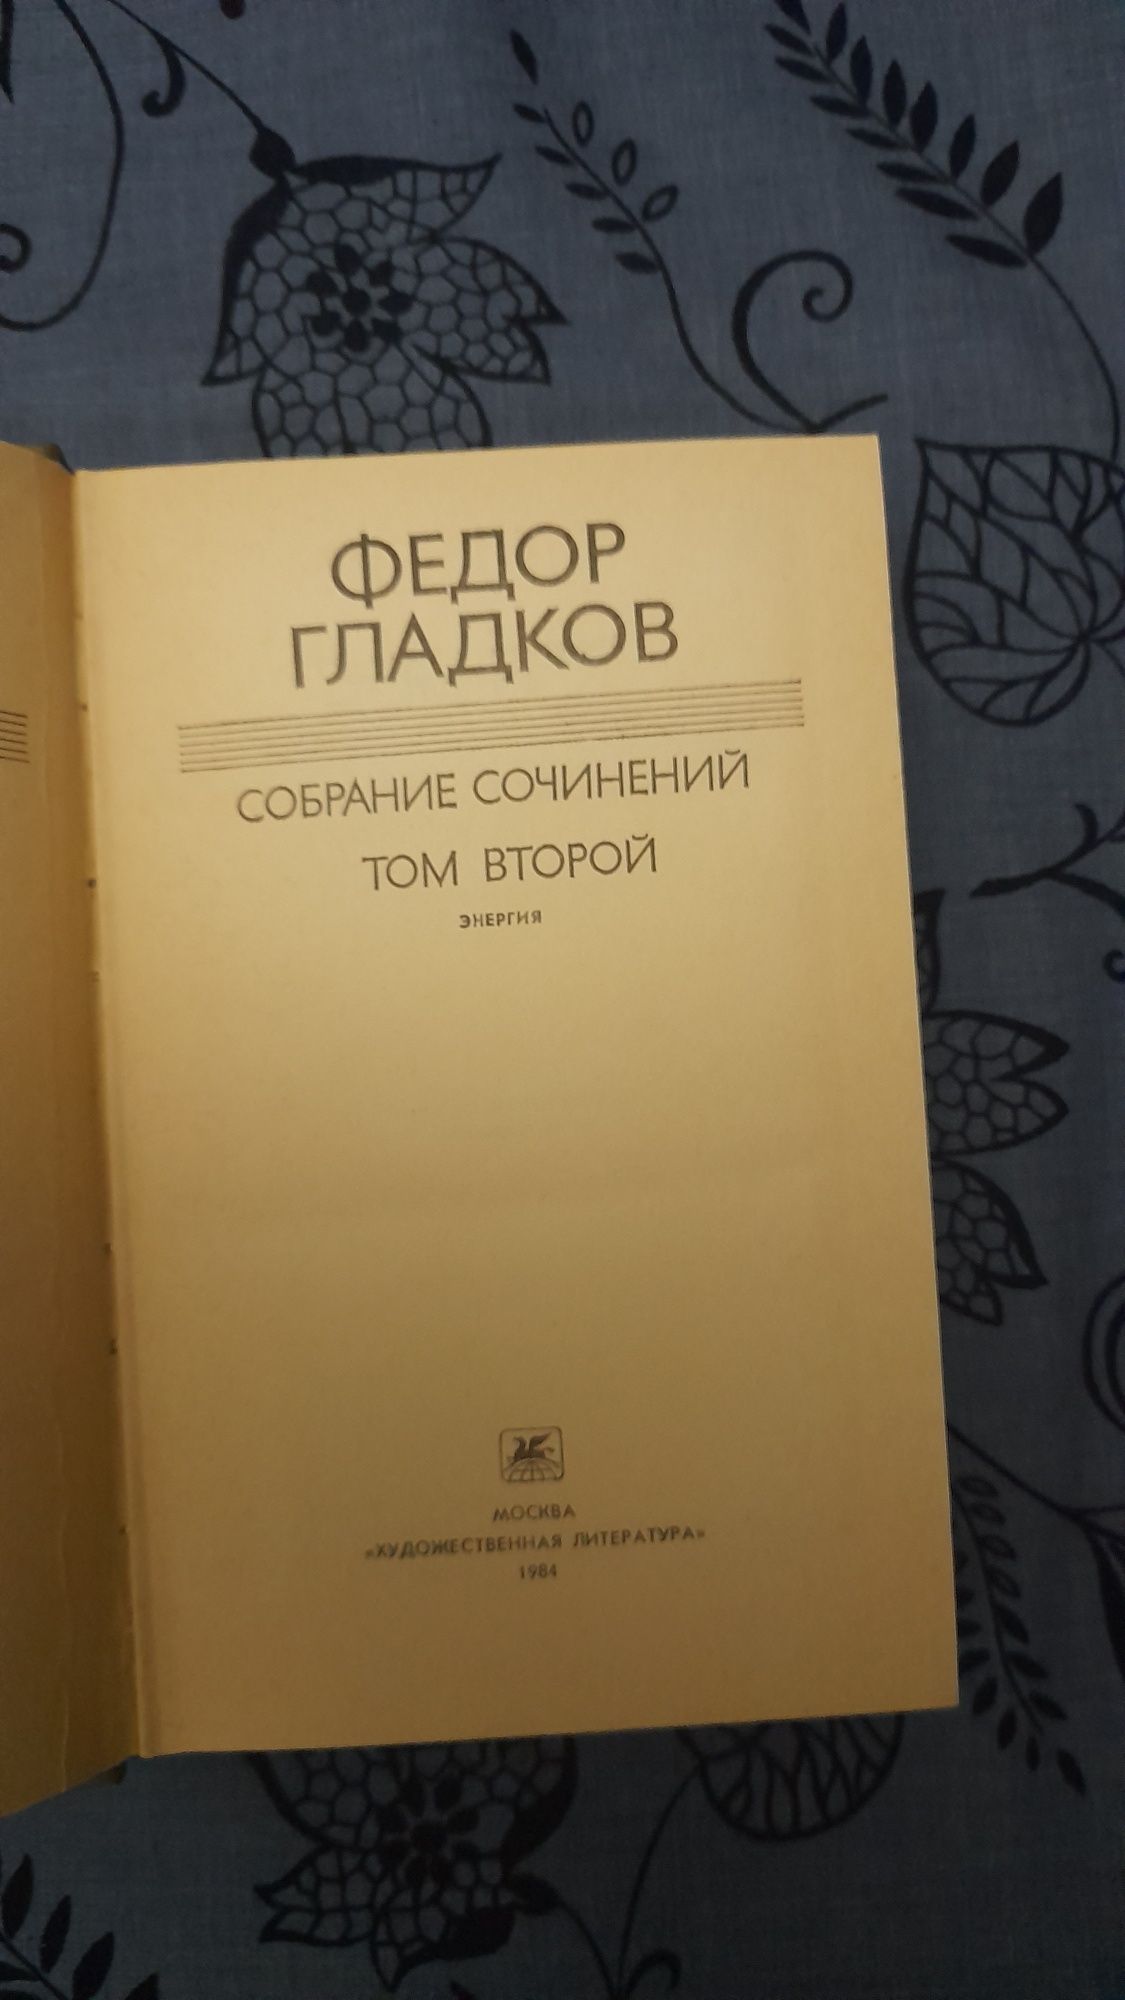 ФЕДОР
ГЛАДКОВ
СОБРАНИЕ СОЧИНЕНИЙ
ТОМ ВТОРОЙ
ЭНЕРГИЯ
МОСКВА
«ХУДОЖЕСТВЕННАЯ ЛИТЕРАТУРА»
1984